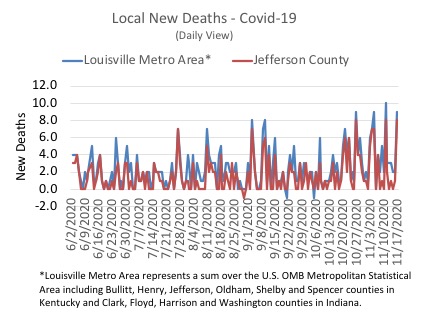 Local New Deaths - Covid-19
(Daily View)
Louisville Metro Area* Jefferson County
New Deaths
12.0
10.0
8.0
6.0
4.0
2.0
0.0
-2.0
6/2/2020 6/9/2020 6/16/2020 6/23/2020 6/30/2020 7/7/2020 7/14/2020 7/21/2020 7/28/2020 8/4/2020 8/11/2020 8/18/2020 8/25/2020 9/1/2020 9/8/2020 9/15/2020 9/22/2020 9/29/2020 10/6/2020 10/13/2020 10/20/2020 10/27/2020 11/3/2020 11/10/2020 11/17/2020
*Louisville Metro Area represents a sum over the U.S. OMB Metropolitan Statistical
Area including Bullitt, Henry, Jefferson, Oldham, Shelby and Spencer counties in
Kentucky and Clark, Floyd, Harrison and Washington counties in Indiana.